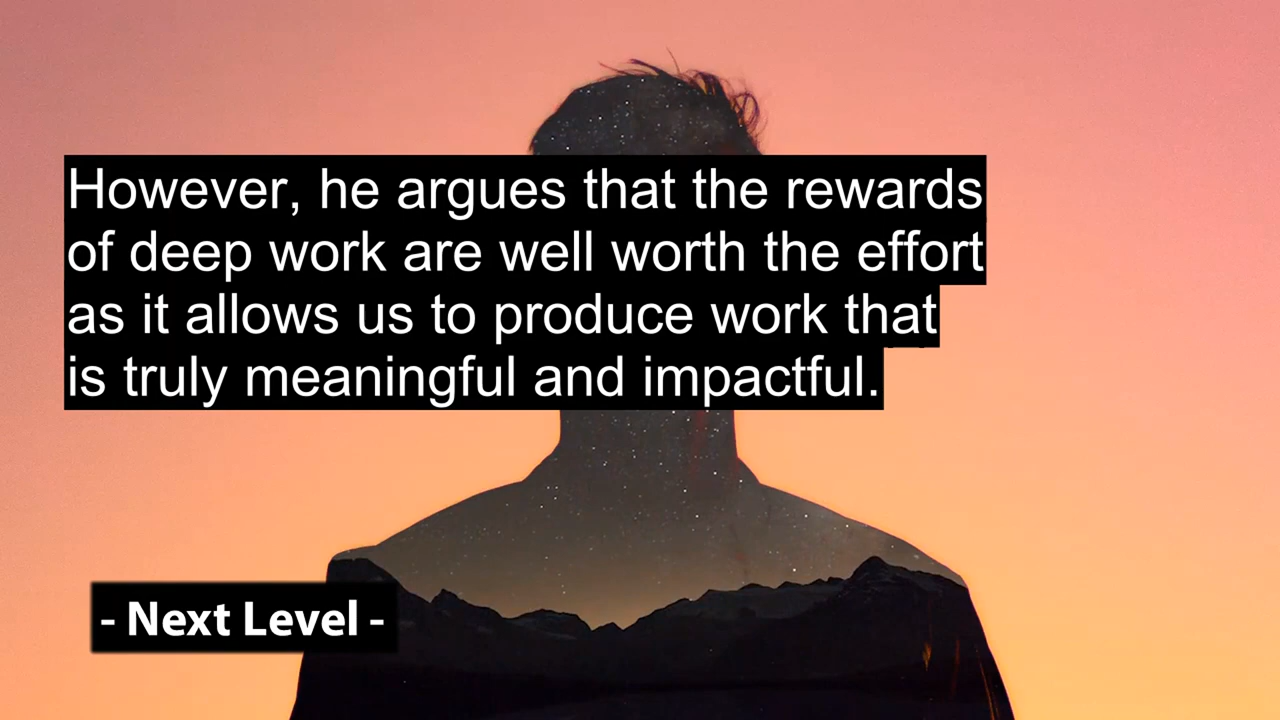 However, he argues that the rewards
of deep work are well worth the effort
as it allows us to produce work that
is truly meaningful and impactful.
- Next Level -